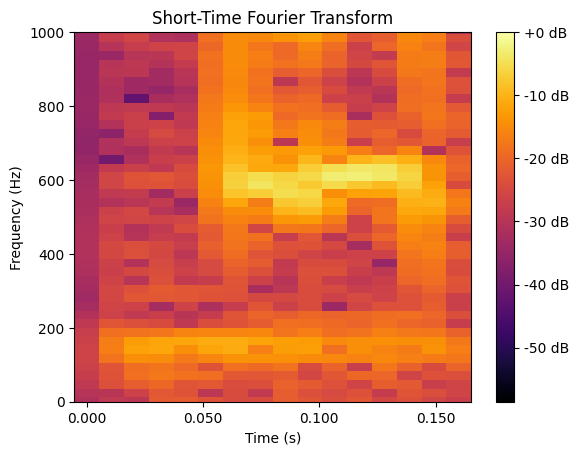 Short-Time Fourier Transform
1000
800
600
400
200
0
Frequency (Hz)
0.000
0.050
0.100
0.150
Time (s)
+0 dB
-10 dB
-20 dB
-30 dB
-40 dB
-50 dB